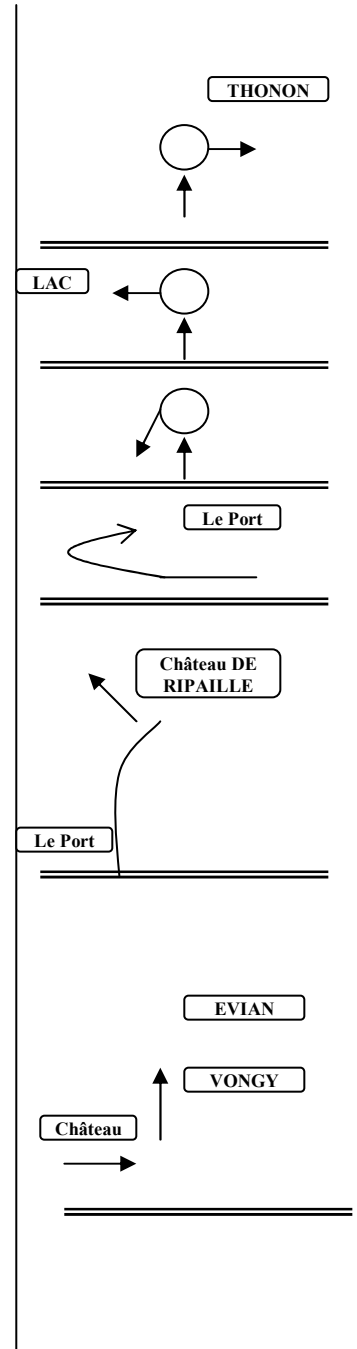 THONON
LAC
Le Port
Château DE
RIPAILLE
Le Port
EVIAN
VONGY
Château